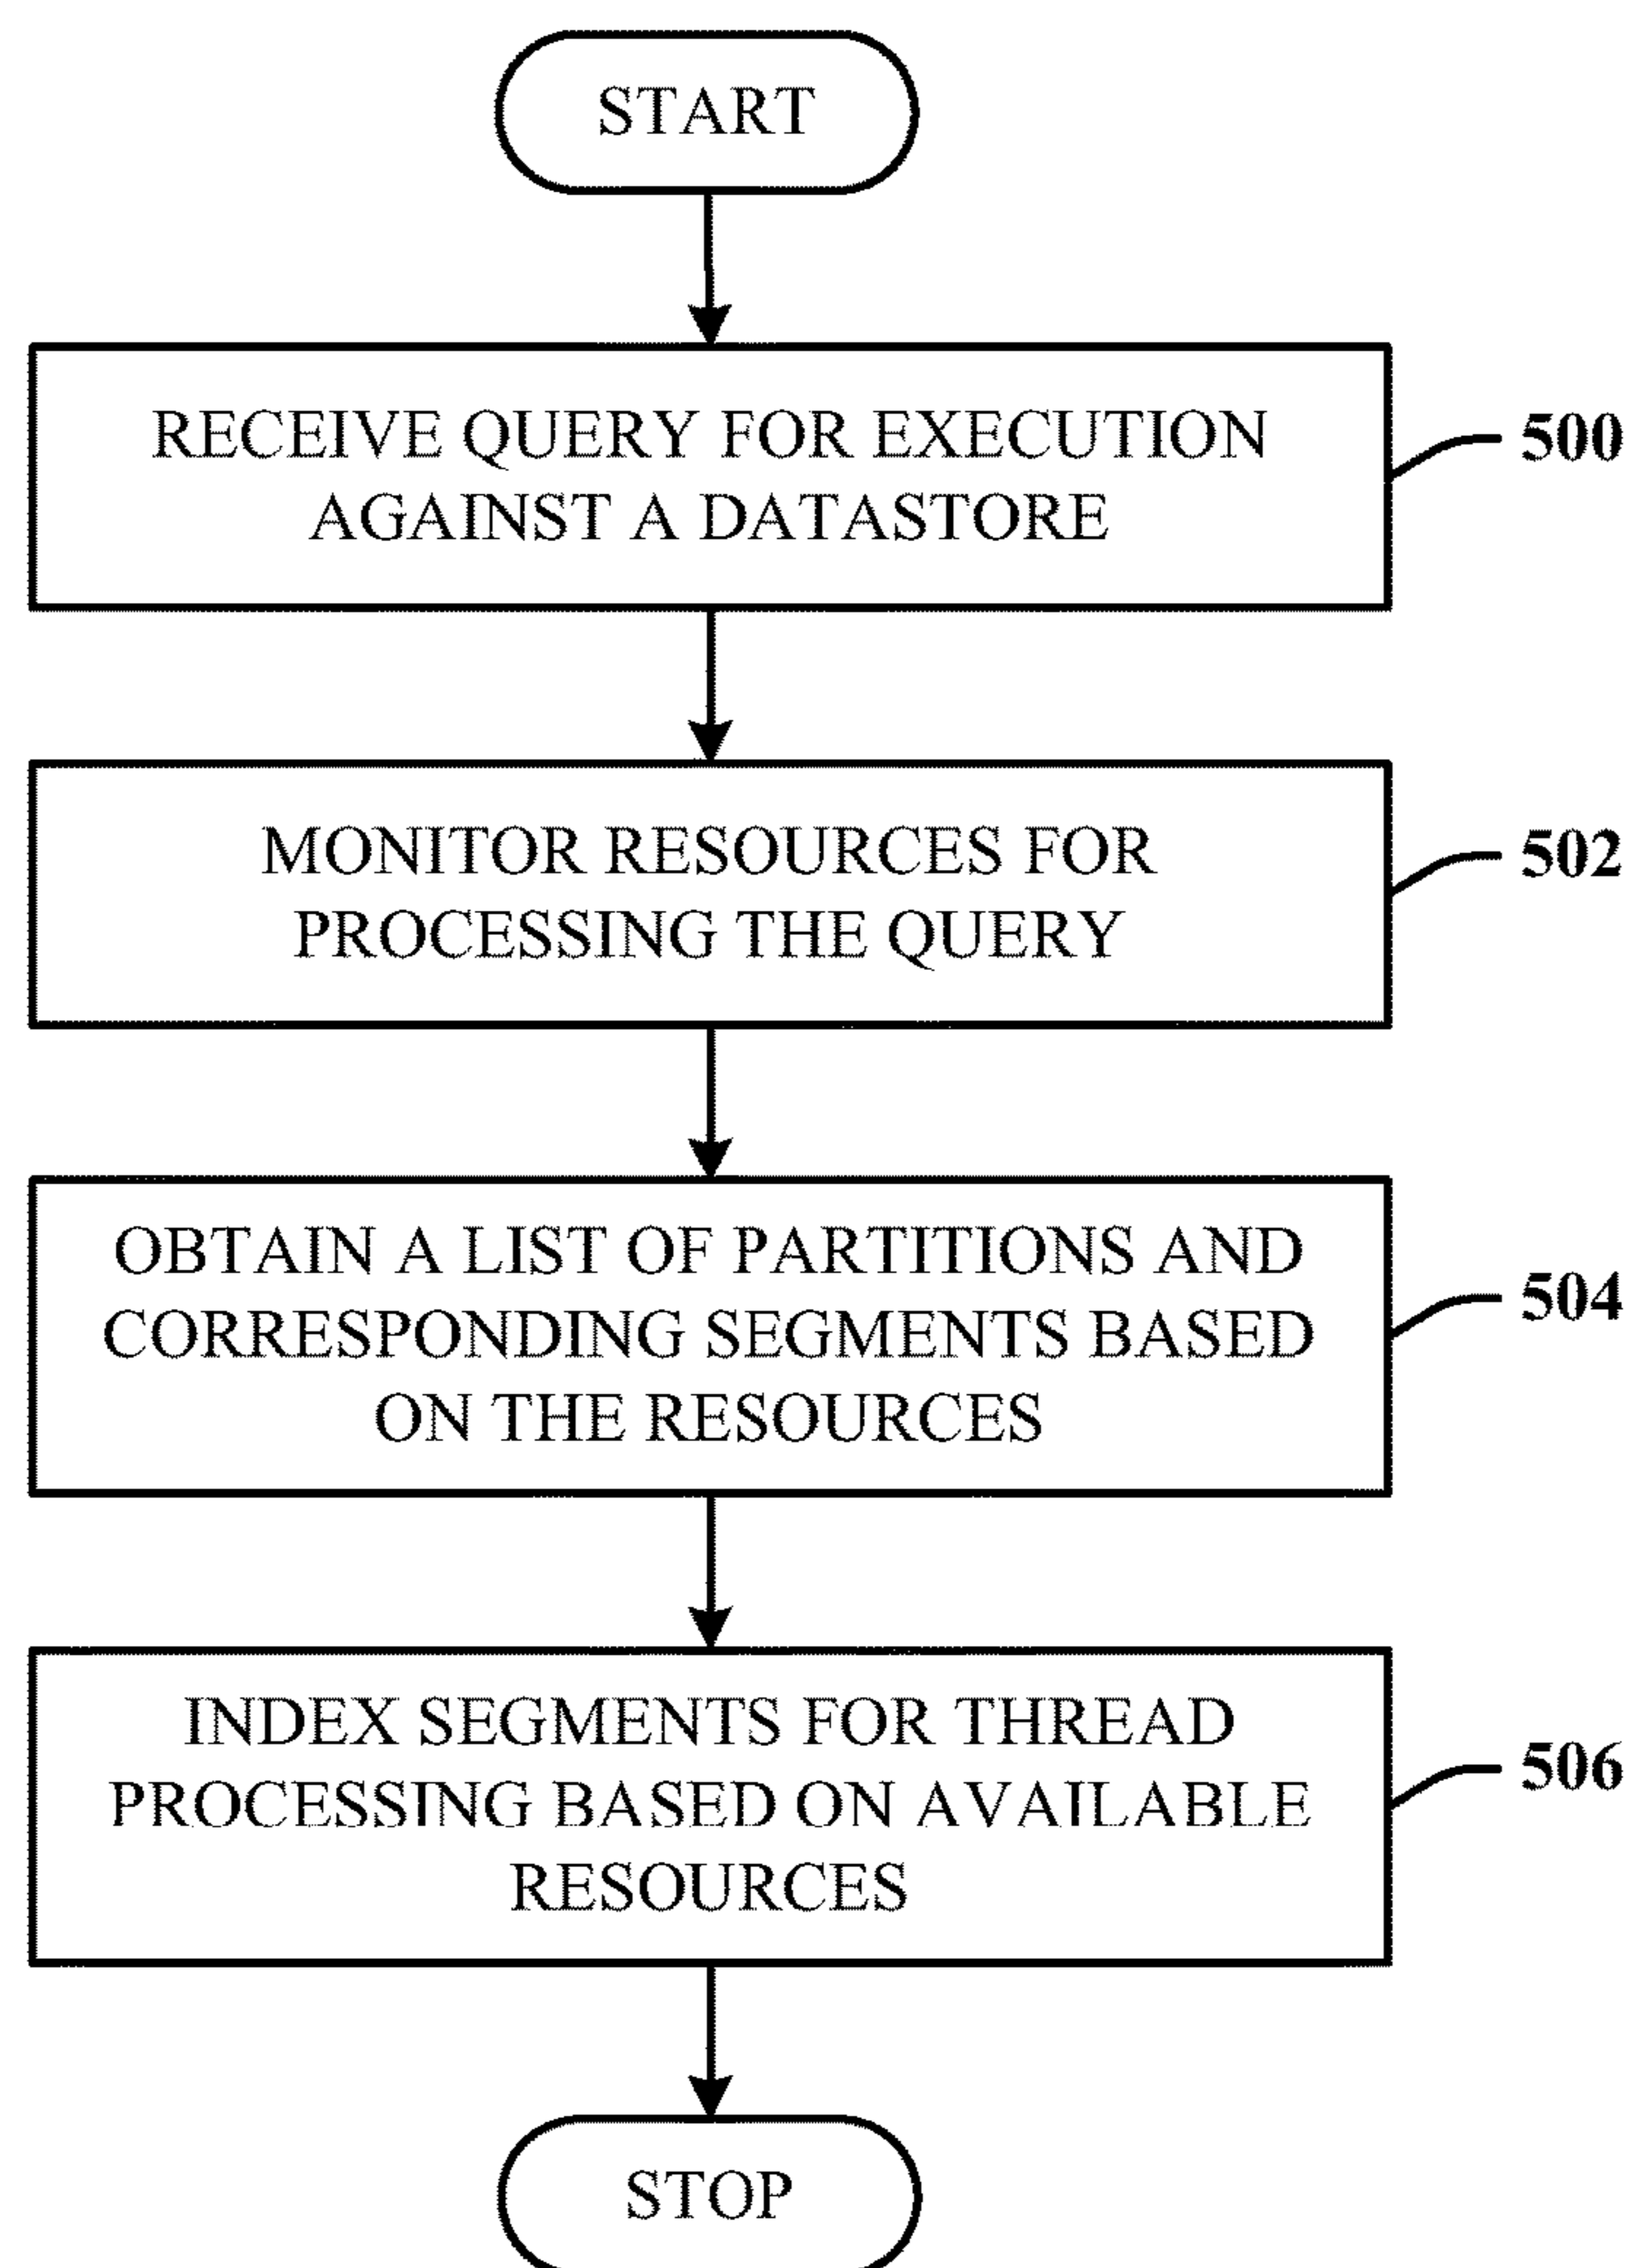 START
RECEIVE QUERY FOR EXECUTION
AGAINST A DATASTORE
500
MONITOR RESOURCES FOR
PROCESSING THE QUERY
502
OBTAIN A LIST OF PARTITIONS AND
CORRESPONDING SEGMENTS BASED
ON THE RESOURCES
504
INDEX SEGMENTS FOR THREAD
PROCESSING BASED ON AVAILABLE
RESOURCES
506
STOP